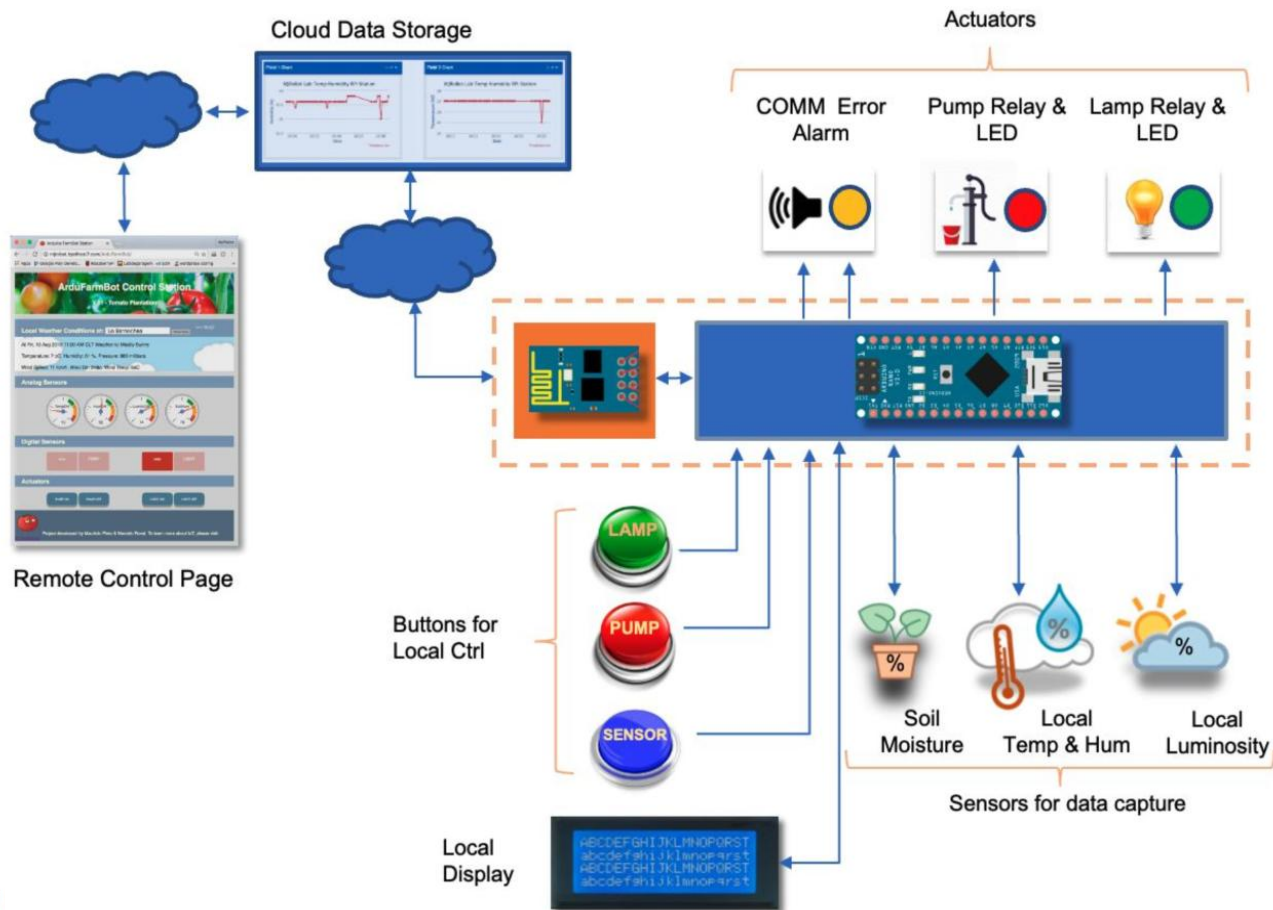 Cloud Data Storage
Actuators
COMM Error
Alarm
Pump Relay &
LED
Lamp Relay &
LED
ArduFarmBot Control Station
Local Weather Conditions in:
Analog Sensors
Digital Sensors
Actuators
Remote Control Page
Buttons for
Local Ctrl
LAMP
PUMP
SENSOR
%
%
%
Soil
Moisture
Local
Temp & Hum
Local
Luminosity
Sensors for data capture
Local
Display
ABCDEFGHIJKLMNOPQRST
abcdefghijklmnopqrst
ABCDEFGHIJKLMNOPQRST
abcdefghijklmnopqrst